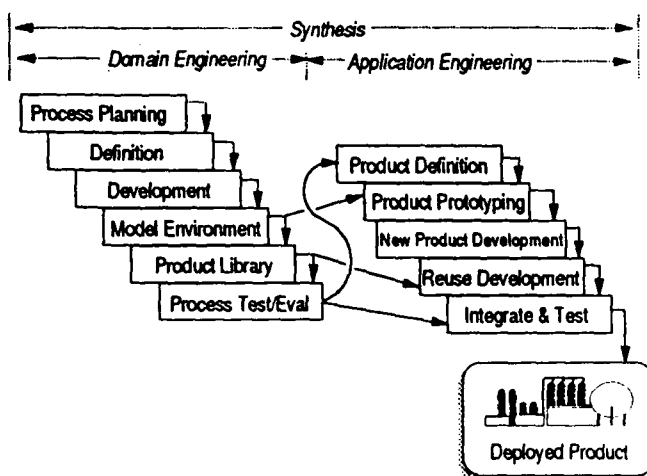 Synthesis
Domain Engineering
Application Engineering
Process Planning
Definition
Development
Model Environment
Product Library
Process Test/Eval
Product Definition
Product Prototyping
New Product Development
Reuse Development
Integrate & Test
Deployed Product